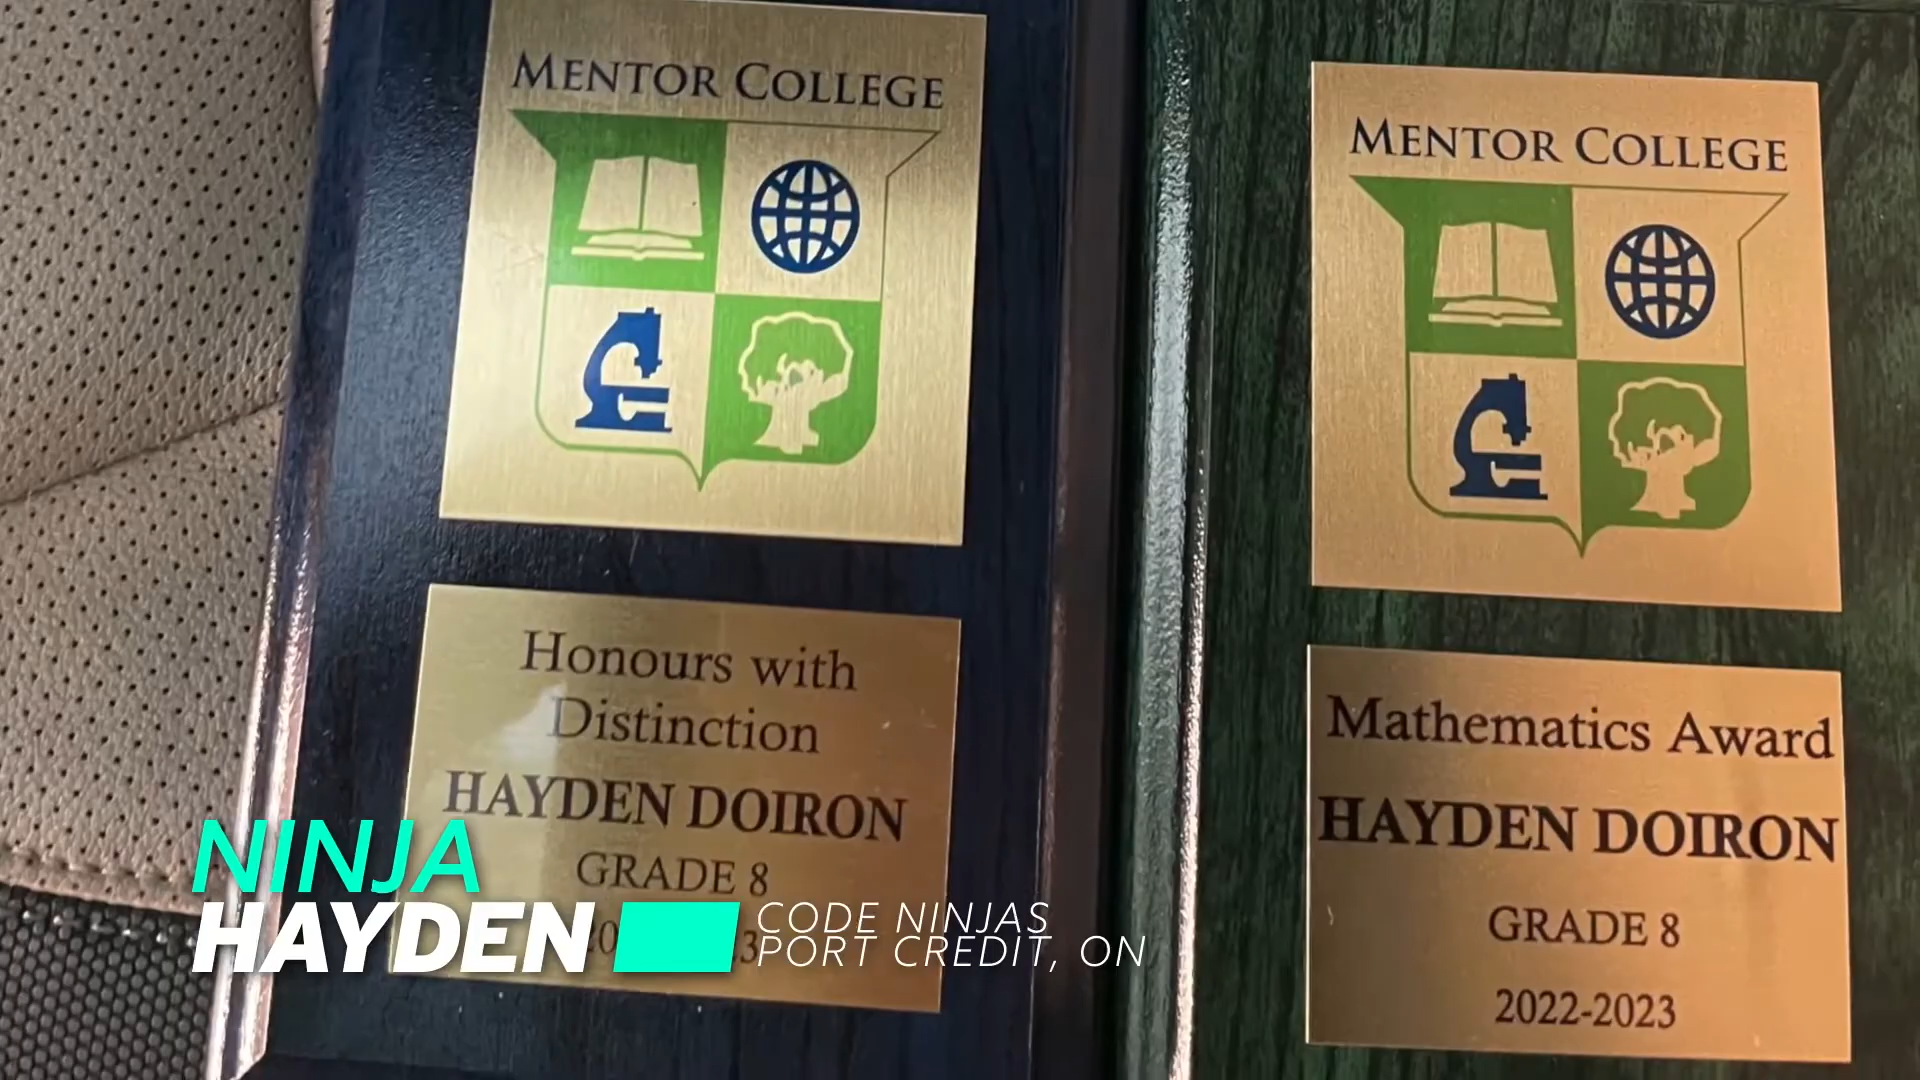 MENTOR COLLEGE
Honours with
Distinction
HAYDEN DOIRON
GRADE 8
MENTOR COLLEGE
Mathematics Award
HAYDEN DOIRON
GRADE 8
2022-2023
NINJA
HAYDEN
CODE NINJAS
PORT CREDIT, ON